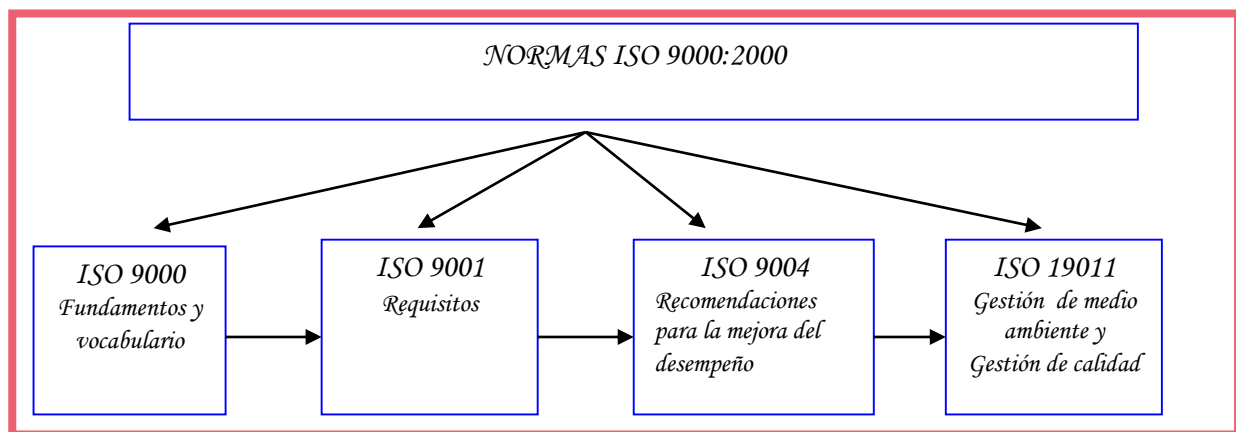 NORMAS ISO 9000:2000
ISO 9000
Fundamentos y
vocabulario
ISO 9001
Requisitos
ISO 9004
Recomendaciones
para la mejora del
desempeño
ISO 19011
Gestión de medio
ambiente y
Gestión de calidad